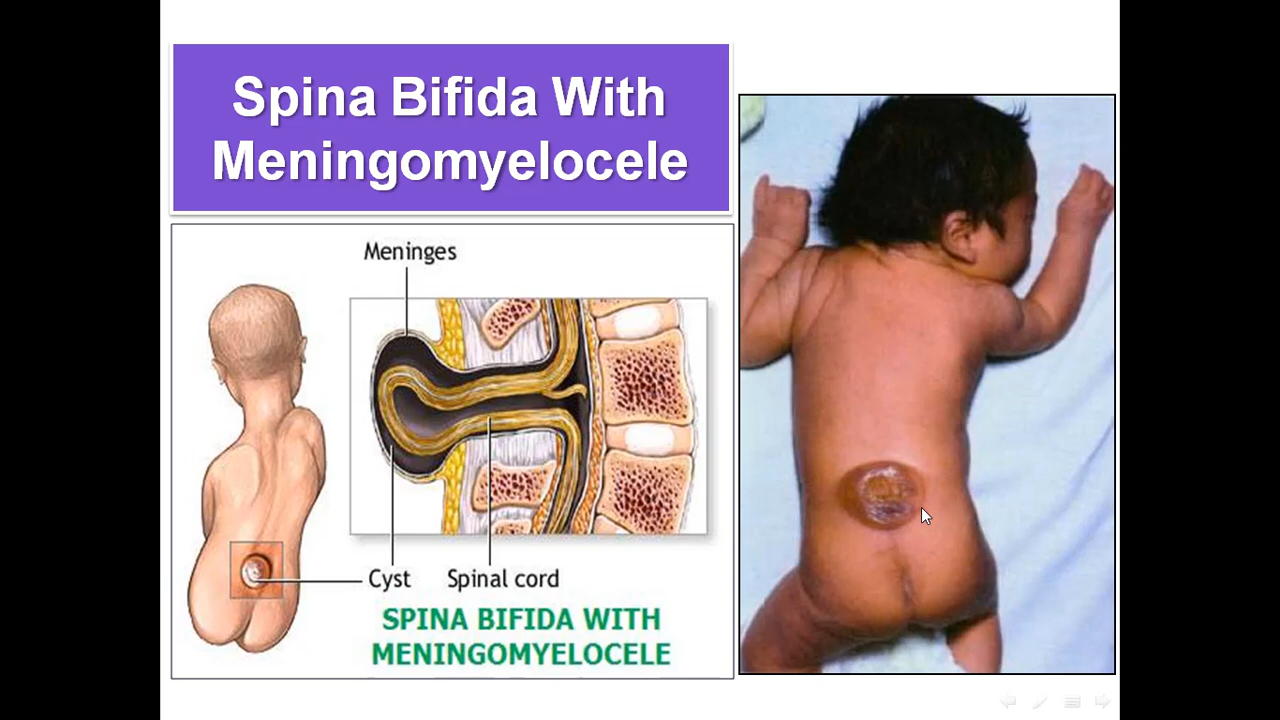 Spina Bifida With
Meningomyelocele
Meninges
Cyst
Spinal cord
SPINA BIFIDA WITH
MENINGOMYELOCELE